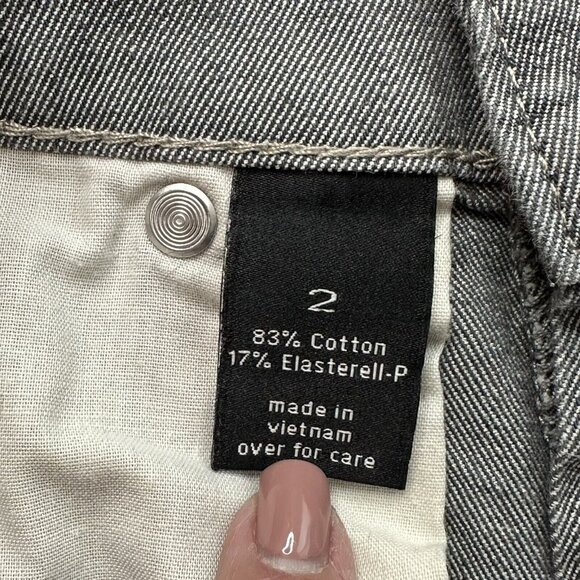 2
83% Cotton
17% Elasterell-P
made in
vietnam
over for care